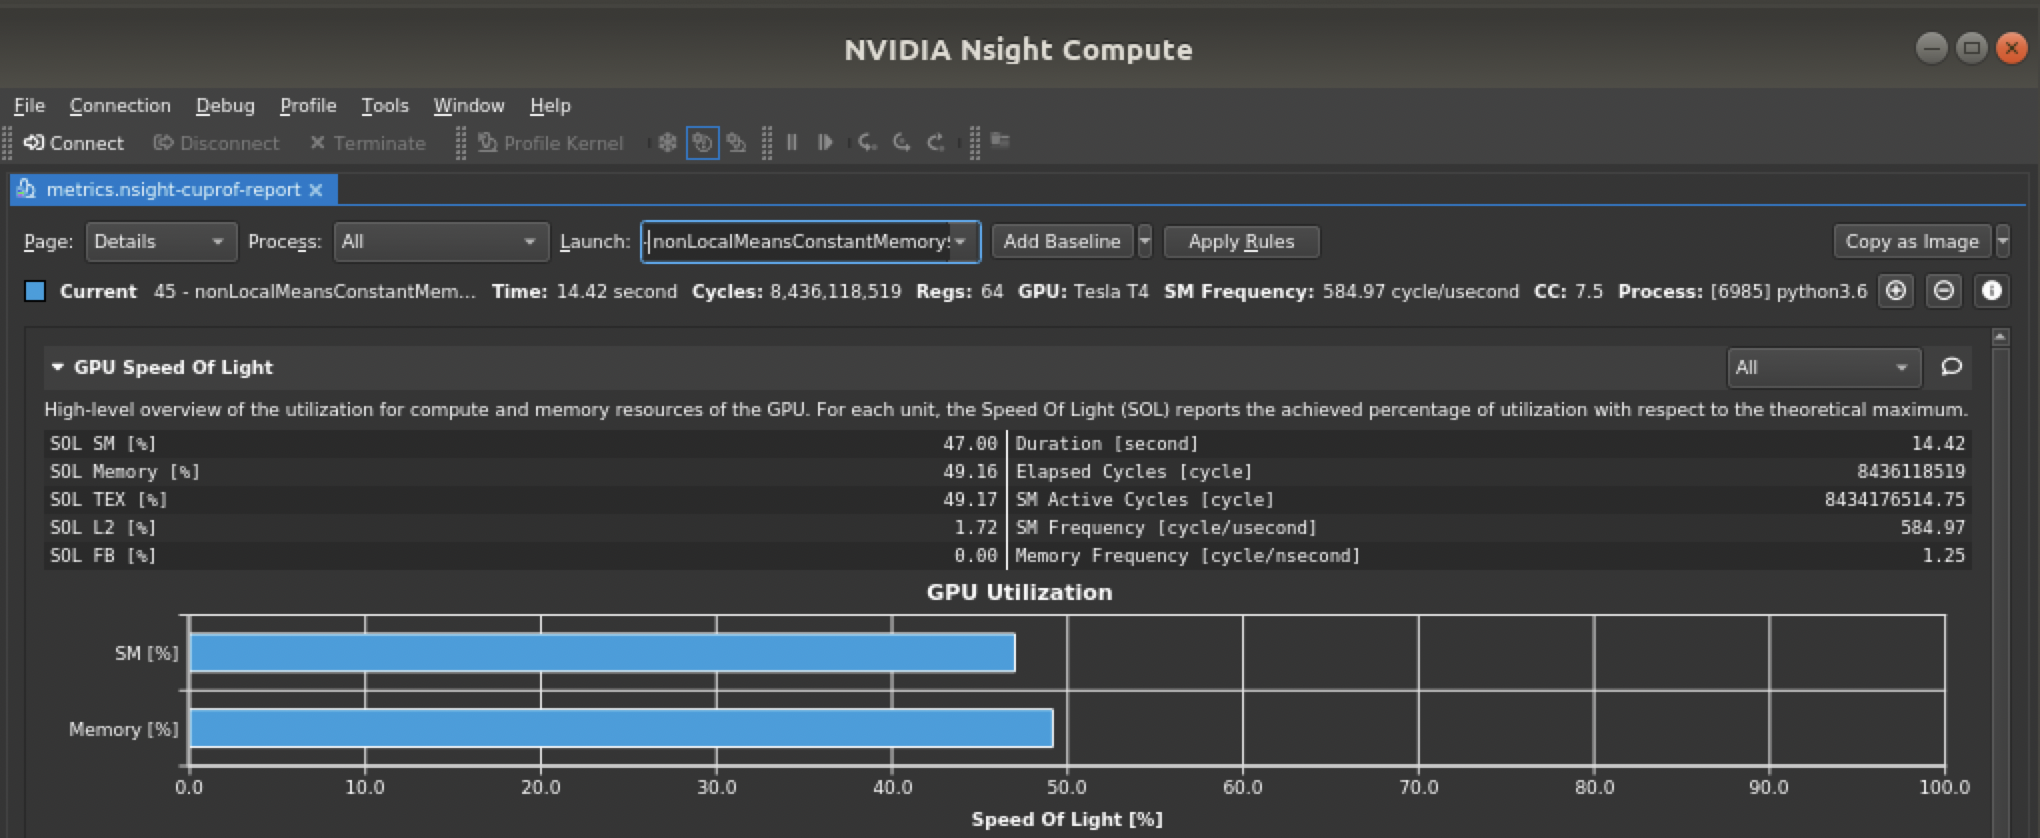 NVIDIA Nsight Compute
File Connection Debug Profile Tools Window Help
Connect Disconnect Terminate Profile Kernel
metrics.nsight-cuprof-report
Page: Details Process: All Launch: nonLocalMeansConstantMemory Add Baseline Apply Rules Copy as Image
Current 45 - nonLocalMeansConstantMem... Time: 14.42 second Cycles: 8,436,118,519 Regs: 64 GPU: Tesla T4 SM Frequency: 584.97 cycle/usecond CC: 7.5 Process: [6985] python3.6
GPU Speed Of Light All
High-level overview of the utilization for compute and memory resources of the GPU. For each unit, the Speed Of Light (SOL) reports the achieved percentage of utilization with respect to the theoretical maximum.
SOL SM [%] 47.00 Duration [second] 14.42
SOL Memory [%] 49.16 Elapsed Cycles [cycle] 8436118519
SOL TEX [%] 49.17 SM Active Cycles [cycle] 8434176514.75
SOL L2 [%] 1.72 SM Frequency [cycle/usecond] 584.97
SOL FB [%] 0.00 Memory Frequency [cycle/nsecond] 1.25
GPU Utilization
SM [%]
Memory [%]
0.0 10.0 20.0 30.0 40.0 50.0 60.0 70.0 80.0 90.0 100.0
Speed Of Light [%]